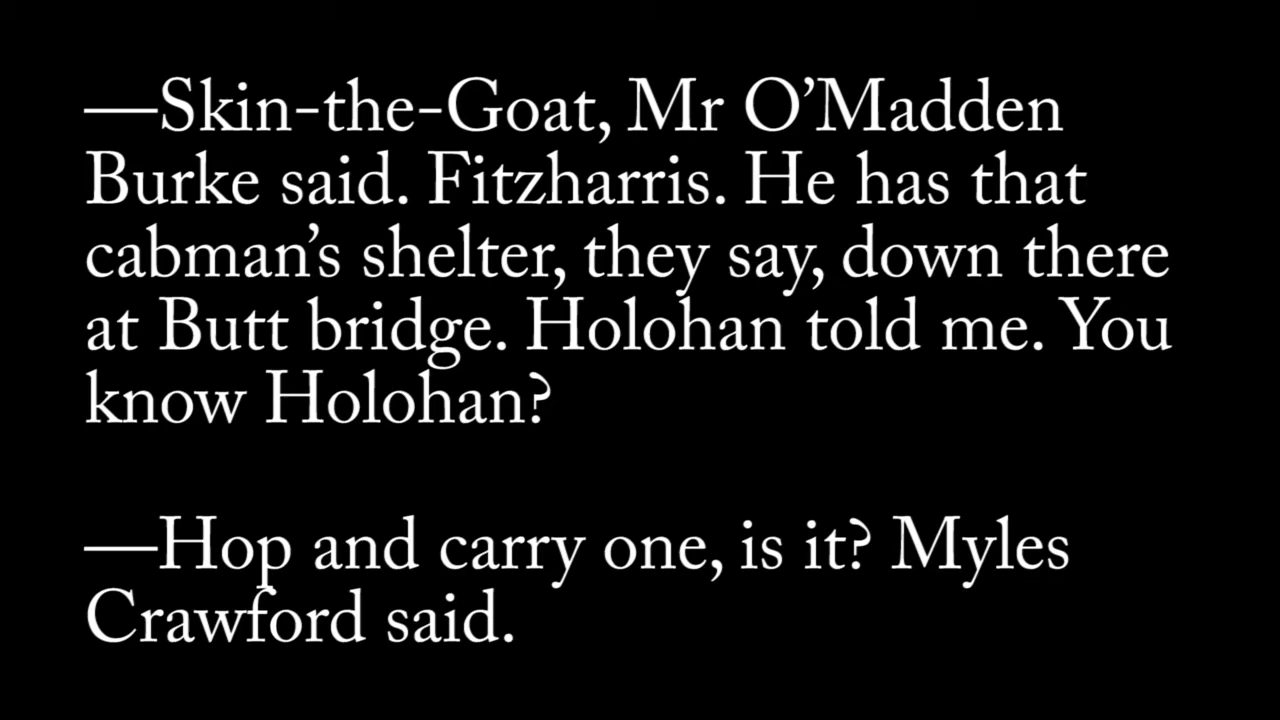 —Skin-the-Goat, Mr O’Madden
Burke said. Fitzharris. He has that
cabman’s shelter, they say, down there
at Butt bridge. Holohan told me. You
know Holohan?
—Hop and carry one, is it? Myles
Crawford said.